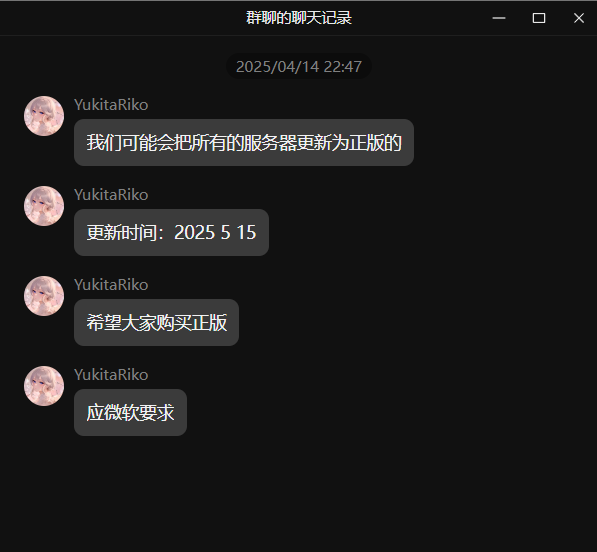 群聊的聊天记录
2025/04/14 22:47
YukitaRiko
我们可能会把所有的服务器更新为正版的
YukitaRiko
更新时间：2025 5 15
YukitaRiko
希望大家购买正版
YukitaRiko
应微软要求